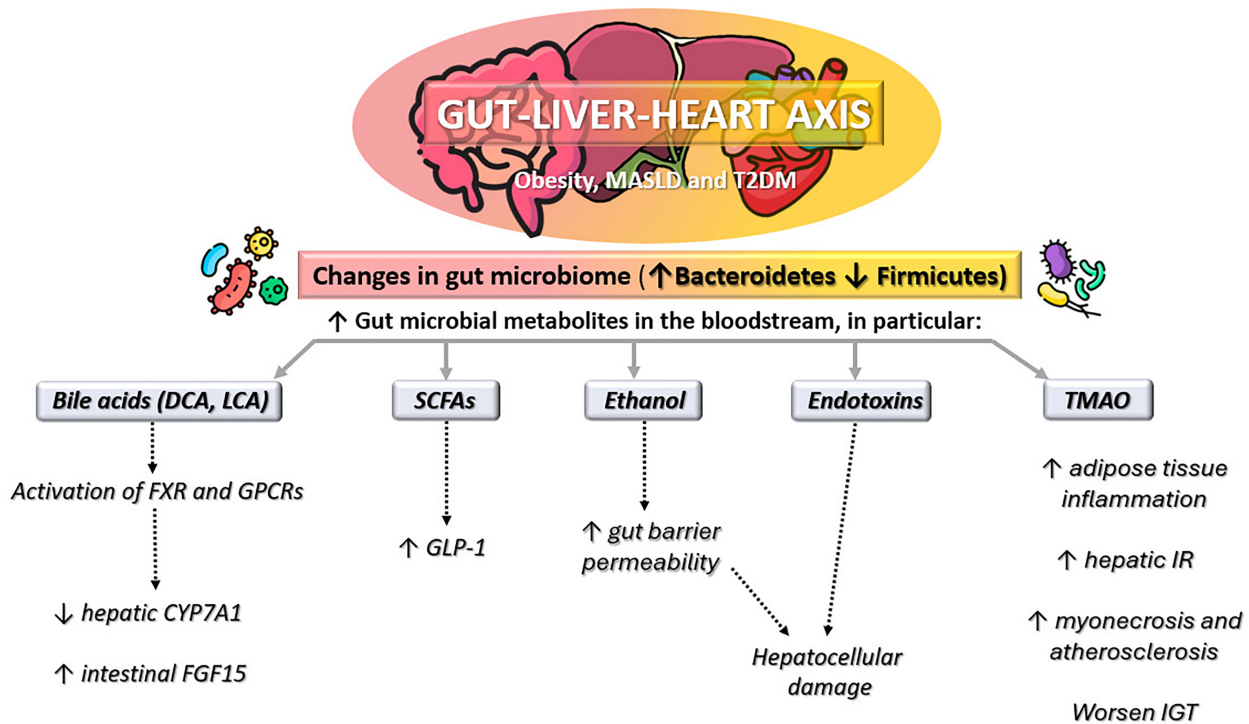 GUT-LIVER-HEART AXIS
Obesity, MASLD and T2DM
Changes in gut microbiome (↑Bacteroidetes ↓ Firmicutes)
↑ Gut microbial metabolites in the bloodstream, in particular:
Bile acids (DCA, LCA)
SCFAs
Ethanol
Endotoxins
TMAO
Activation of FXR and GPCRs
↓ hepatic CYP7A1
↑ intestinal FGF15
↑ GLP-1
↑ gut barrier
permeability
Hepatocellular
damage
↑ adipose tissue
inflammation
↑ hepatic IR
↑ myonecrosis and
atherosclerosis
Worsen IGT